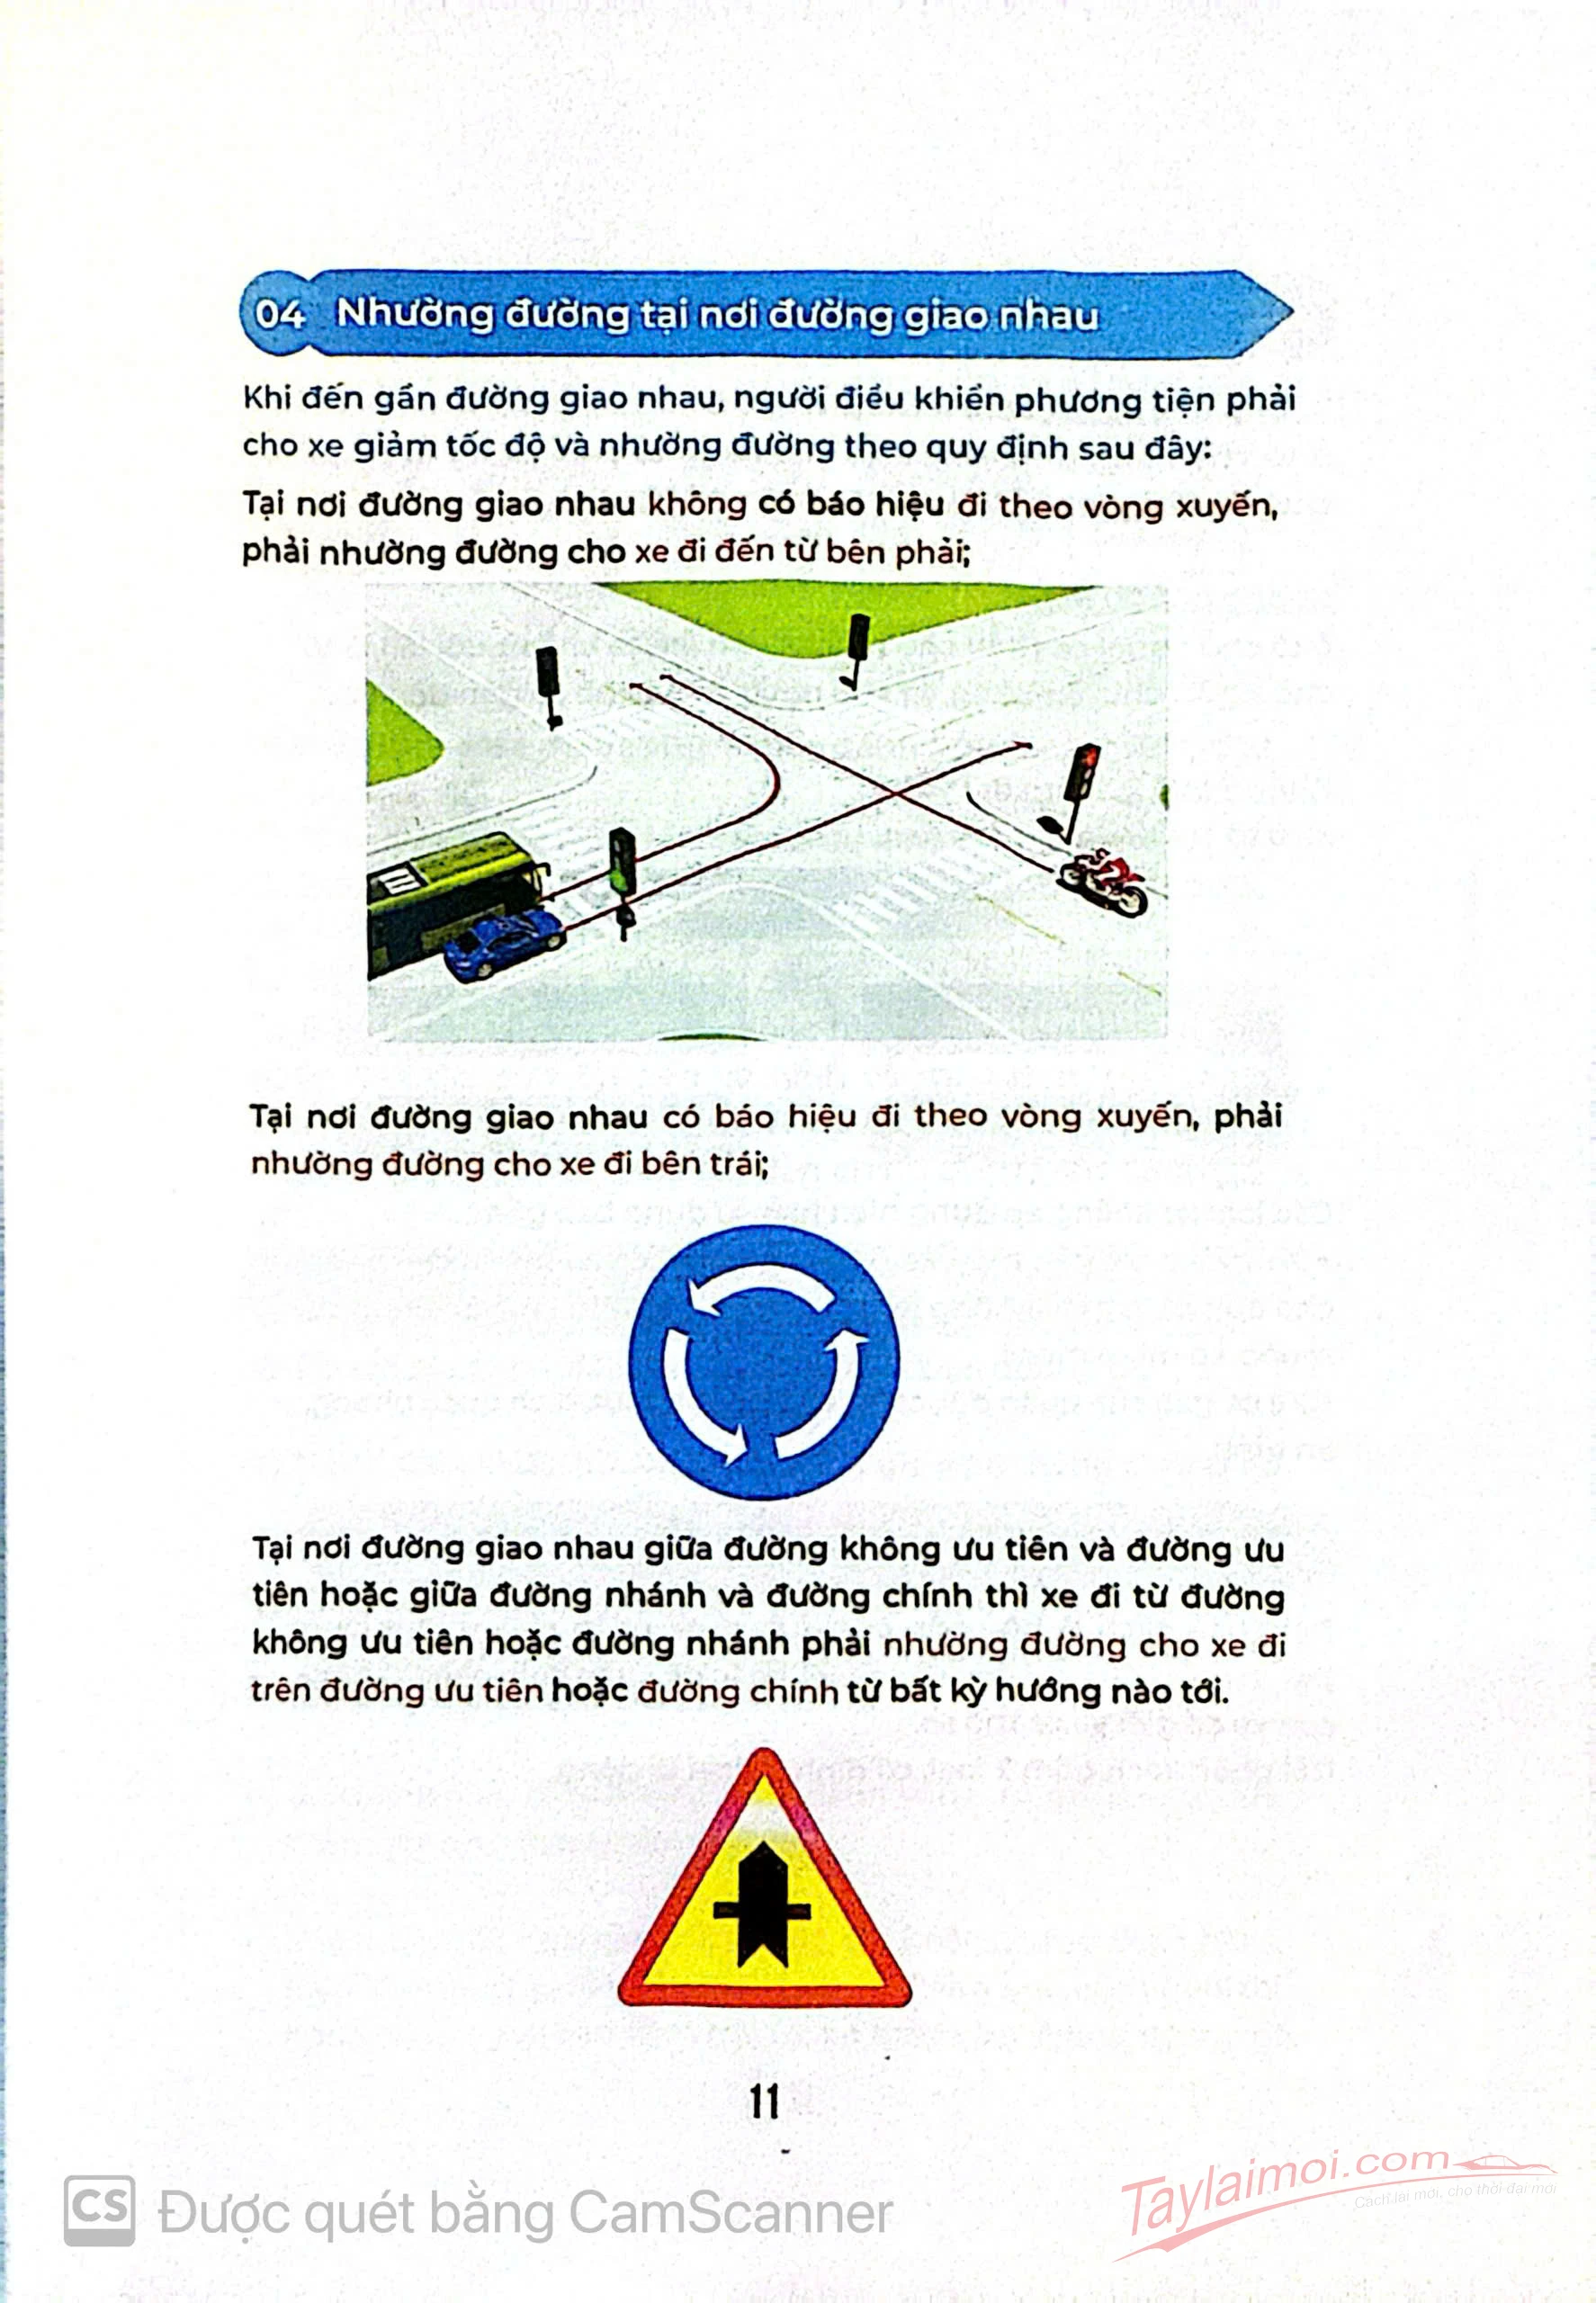 04 Nhường đường tại nơi đường giao nhau
Khi đến gần đường giao nhau, người điều khiển phương tiện phải
cho xe giảm tốc độ và nhường đường theo quy định sau đây:
Tại nơi đường giao nhau không có báo hiệu đi theo vòng xuyến,
phải nhường đường cho xe đi đến từ bên phải;
Tại nơi đường giao nhau có báo hiệu đi theo vòng xuyến, phải
nhường đường cho xe đi bên trái;
Tại nơi đường giao nhau giữa đường không ưu tiên và đường ưu
tiên hoặc giữa đường nhánh và đường chính thì xe đi từ đường
không ưu tiên hoặc đường nhánh phải nhường đường cho xe đi
trên đường ưu tiên hoặc đường chính từ bất kỳ hướng nào tới.
11
CS Được quét bằng CamScanner
Taylaimoi.com
Cách lái mới, cho thời đại mới